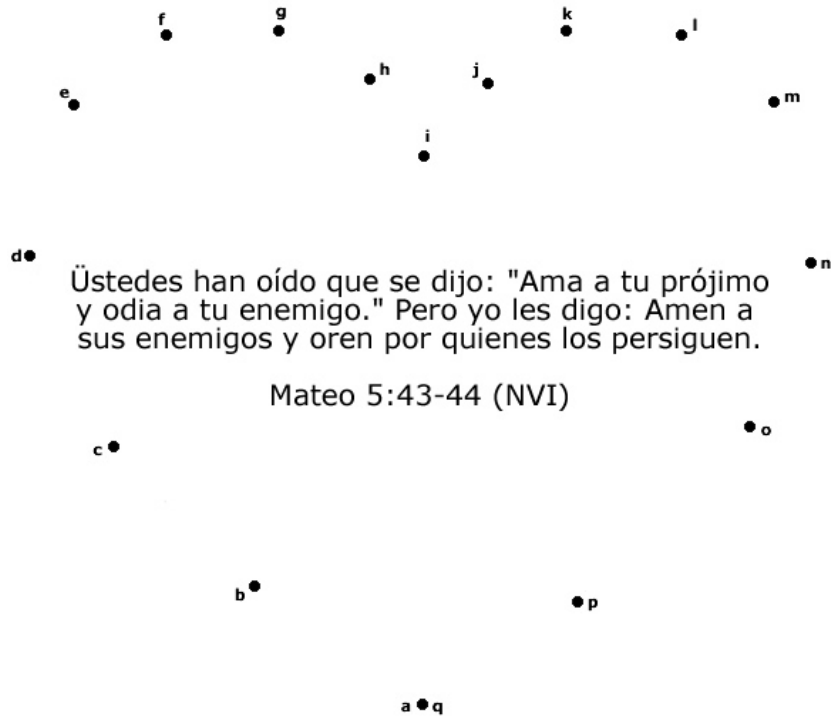 f
g
k
l
e
h
j
m
i
d
n
Üstedes han oído que se dijo: "Ama a tu prójimo
y odia a tu enemigo." Pero yo les digo: Amen a
sus enemigos y oren por quienes los persiguen.
Mateo 5:43-44 (NVI)
c
o
b
p
a q